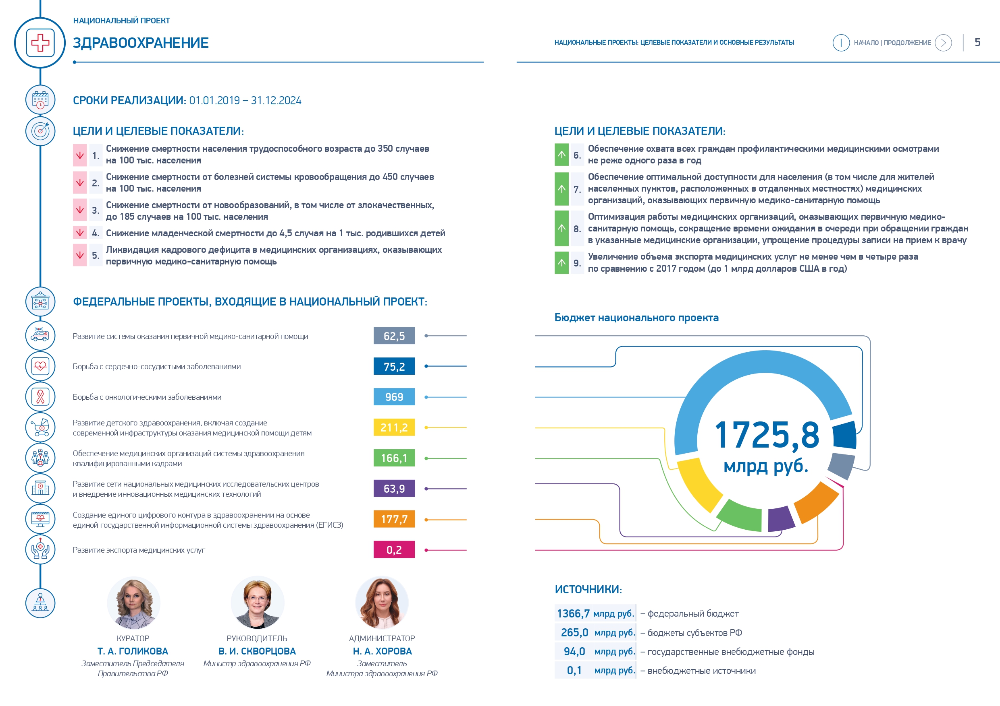 НАЦИОНАЛЬНЫЙ ПРОЕКТ
ЗДРАВООХРАНЕНИЕ
НАЦИОНАЛЬНЫЕ ПРОЕКТЫ: ЦЕЛЕВЫЕ ПОКАЗАТЕЛИ И ОСНОВНЫЕ РЕЗУЛЬТАТЫ
НАЧАЛО | ПРОДОЛЖЕНИЕ
5
СРОКИ РЕАЛИЗАЦИИ: 01.01.2019 – 31.12.2024
ЦЕЛИ И ЦЕЛЕВЫЕ ПОКАЗАТЕЛИ:
1. Снижение смертности населения трудоспособного возраста до 350 случаев
на 100 тыс. населения
2. Снижение смертности от болезней системы кровообращения до 450 случаев
на 100 тыс. населения
3. Снижение смертности от новообразований, в том числе от злокачественных,
до 185 случаев на 100 тыс. населения
4. Снижение младенческой смертности до 4,5 случая на 1 тыс. родившихся детей
5. Ликвидация кадрового дефицита в медицинских организациях, оказывающих
первичную медико-санитарную помощь
ЦЕЛИ И ЦЕЛЕВЫЕ ПОКАЗАТЕЛИ:
6. Обеспечение охвата всех граждан профилактическими медицинскими осмотрами
не реже одного раза в год
7. Обеспечение оптимальной доступности для населения (в том числе для жителей
населенных пунктов, расположенных в отдаленных местностях) медицинских
организаций, оказывающих первичную медико-санитарную помощь
8. Оптимизация работы медицинских организаций, оказывающих первичную медико-
санитарную помощь, сокращение времени ожидания в очереди при обращении граждан
в указанные медицинские организации, упрощение процедуры записи на прием к врачу
9. Увеличение объема экспорта медицинских услуг не менее чем в четыре раза
по сравнению с 2017 годом (до 1 млрд долларов США в год)
ФЕДЕРАЛЬНЫЕ ПРОЕКТЫ, ВХОДЯЩИЕ В НАЦИОНАЛЬНЫЙ ПРОЕКТ:
Развитие системы оказания первичной медико-санитарной помощи
62,5
Борьба с сердечно-сосудистыми заболеваниями
75,2
Борьба с онкологическими заболеваниями
969
Развитие детского здравоохранения, включая создание
современной инфраструктуры оказания медицинской помощи детям
211,2
Обеспечение медицинских организаций системы здравоохранения
квалифицированными кадрами
166,1
Развитие сети национальных медицинских исследовательских центров
и внедрение инновационных медицинских технологий
63,9
Создание единого цифрового контура в здравоохранении на основе
единой государственной информационной системы здравоохранения (ЕГИСЗ)
177,7
Развитие экспорта медицинских услуг
0,2
Бюджет национального проекта
1725,8
млрд руб.
КУРАТОР
Т. А. ГОЛИКОВА
Заместитель Председателя
Правительства РФ
РУКОВОДИТЕЛЬ
В. И. СКВОРЦОВА
Министр здравоохранения РФ
АДМИНИСТРАТОР
Н. А. ХОРОВА
Заместитель
Министра здравоохранения РФ
ИСТОЧНИКИ:
1366,7 млрд руб. – федеральный бюджет
265,0 млрд руб. – бюджеты субъектов РФ
94,0 млрд руб. – государственные внебюджетные фонды
0,1 млрд руб. – внебюджетные источники